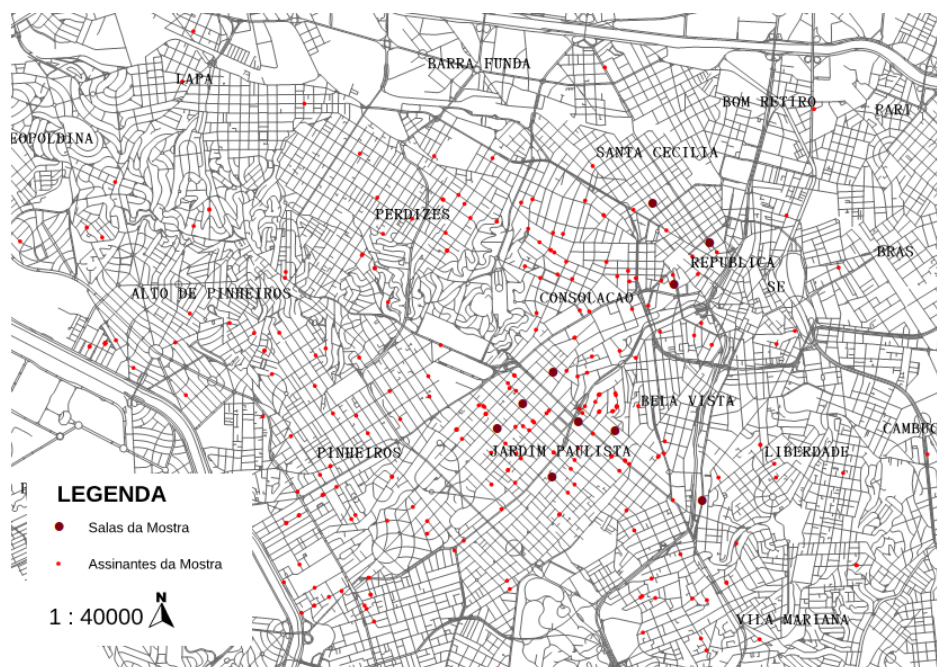 BARRA FUNDA
LAPA
BOM RETIRO
PARI
EOPOLDINA
SANTA CECILIA
PERDIZES
BRAS
REPUBLICA
SE
ALTO DE PINHEIROS
CONSOLACAO
BELA VISTA
CAMBUC
JARDIM PAULISTA
LIBERDADE
PINHEIROS
LEGENDA
Salas da Mostra
Assinantes da Mostra
N
1 : 40000
VILA MARIANA